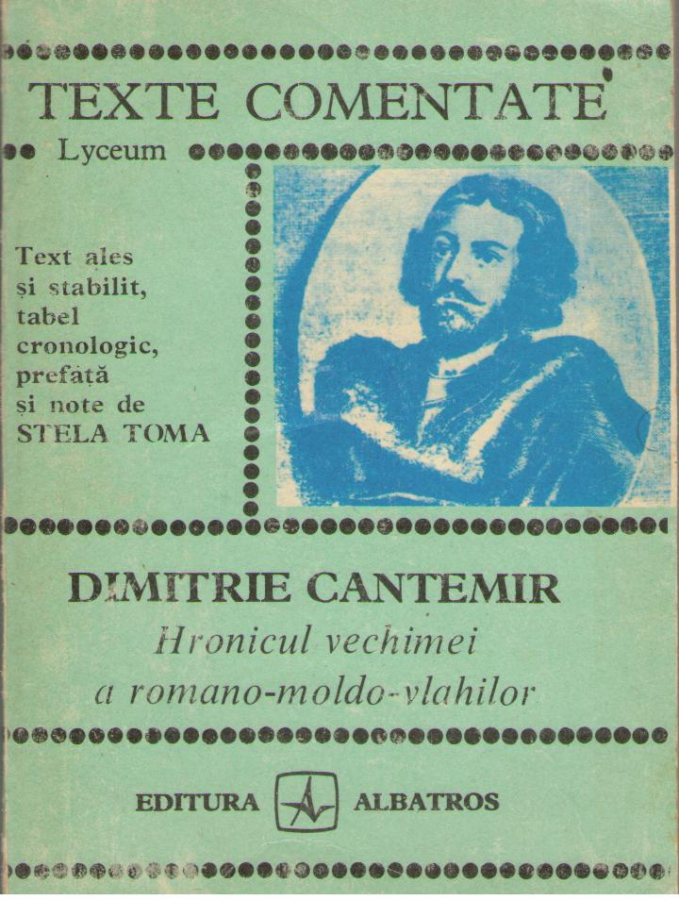 TEXTE COMENTATE
Lyceum
Text ales
și stabilit,
tabel
cronologic,
prefață
și note de
STELA TOMA
DIMITRIE CANTEMIR
Hronicul vechimei
a romano-moldo-vlahilor
EDITURA ALBATROS